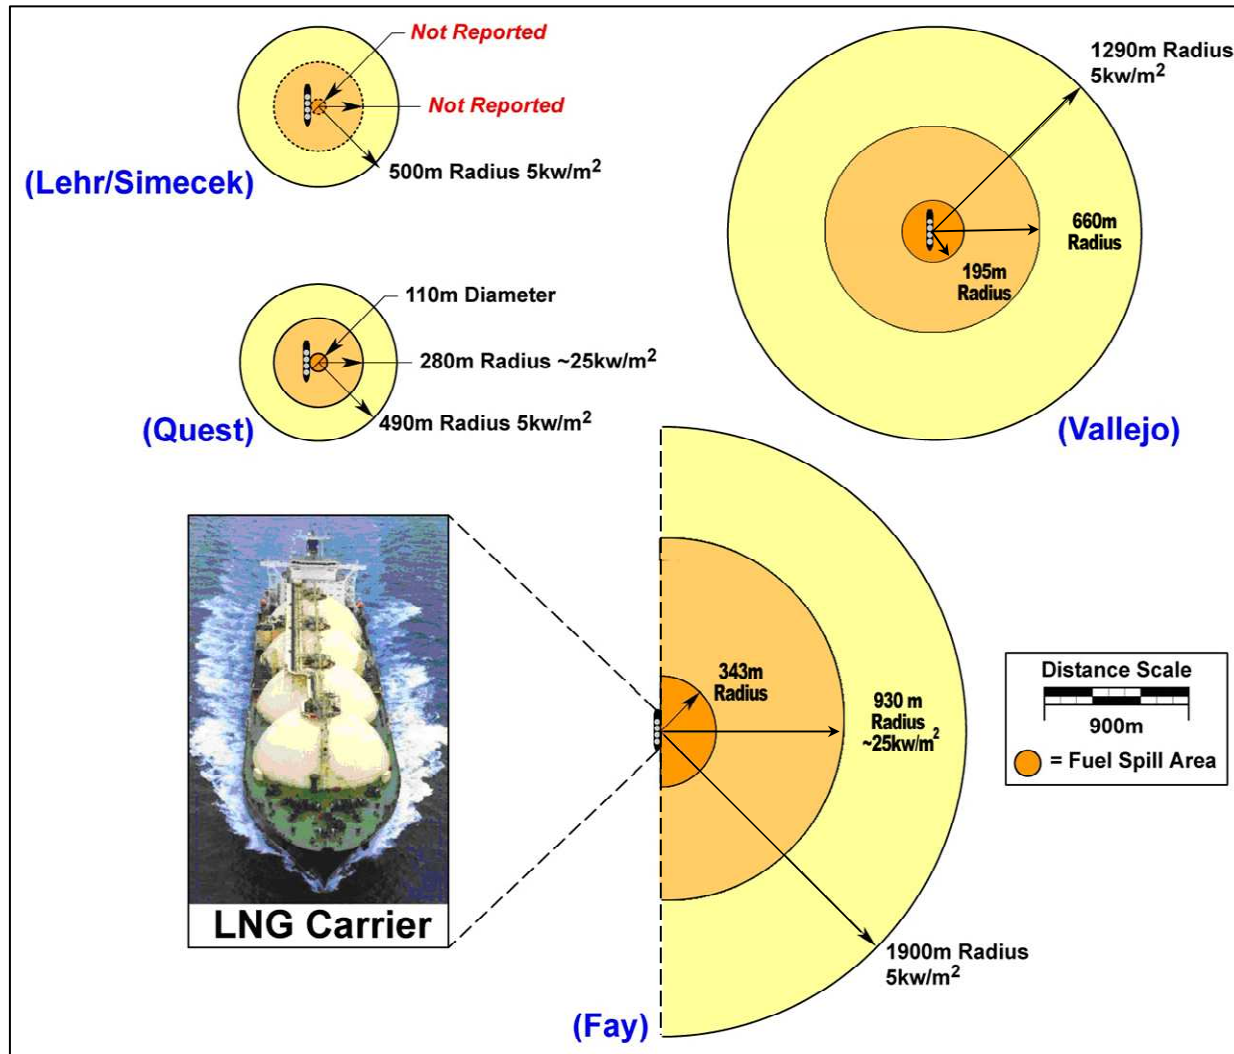 Not Reported
Not Reported
500m Radius 5kw/m²
(Lehr/Simecek)
1290m Radius
5kw/m²
660m
Radius
195m
Radius
(Vallejo)
110m Diameter
280m Radius ~25kw/m²
490m Radius 5kw/m²
(Quest)
LNG Carrier
343m
Radius
930 m
Radius
~25kw/m²
1900m Radius
5kw/m²
(Fay)
Distance Scale
900m
= Fuel Spill Area